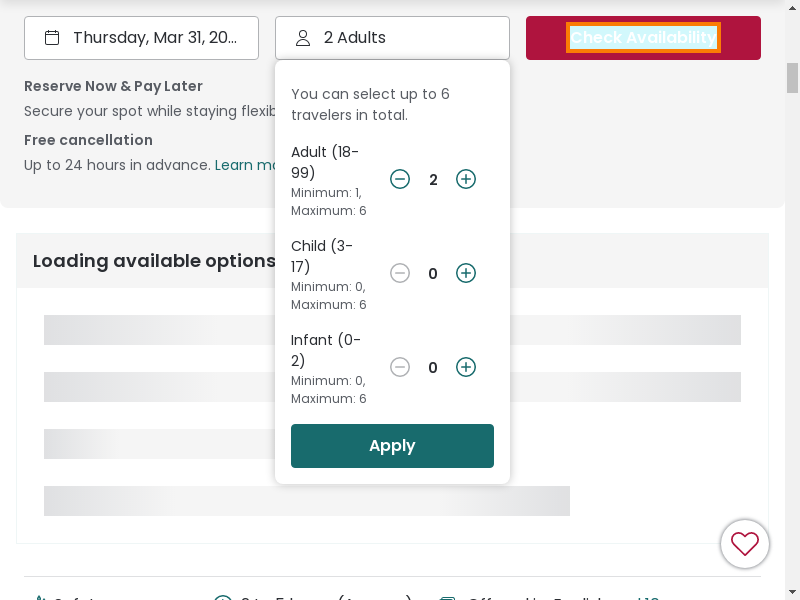 Thursday, Mar 31, 20...
2 Adults
Check Availability
Reserve Now & Pay Later
Secure your spot while staying flexib
Free cancellation
Up to 24 hours in advance. Learn mo
You can select up to 6
travelers in total.
Adult (18-
99)
Minimum: 1,
Maximum: 6
2
Child (3-
17)
Minimum: 0,
Maximum: 6
0
Infant (0-
2)
Minimum: 0,
Maximum: 6
0
Apply
Loading available options